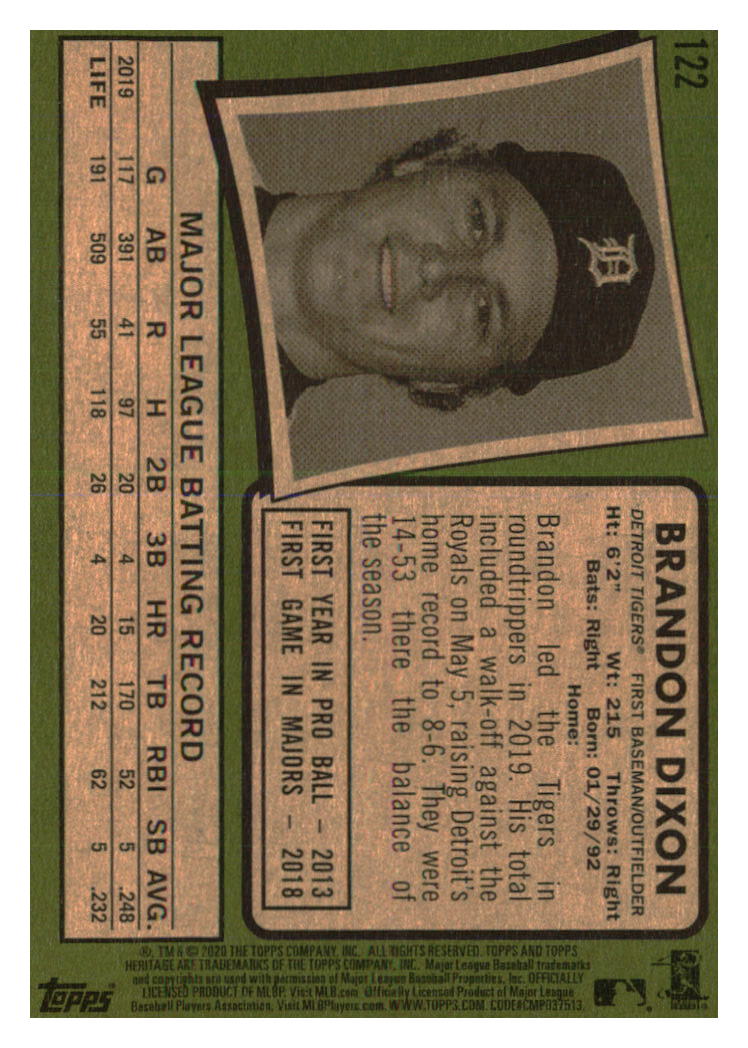 122
BRANDON DIXON
DETROIT TIGERS® FIRST BASEMAN/OUTFIELDER
Ht: 6'2" Wt: 215 Throws: Right
Bats: Right Born: 01/29/92
Home:
Brandon led the Tigers in
roundtrippers in 2019. His total
included a walk-off against the
Royals on May 5, raising Detroit's
home record to 8-6. They were
14-53 there the balance of
the season.
FIRST YEAR IN PRO BALL – 2013
FIRST GAME IN MAJORS – 2018
MAJOR LEAGUE BATTING RECORD
G AB R H 2B 3B HR TB RBI SB AVG.
2019 117 391 41 97 20 4 15 170 52 5 .248
LIFE 191 509 55 118 26 4 20 212 62 5 .232
®, TM & © 2020 THE TOPPS COMPANY, INC. ALL RIGHTS RESERVED. TOPPS AND TOPPS
HERITAGE ARE TRADEMARKS OF THE TOPPS COMPANY, INC. Major League Baseball trademarks
and copyrights are used with permission of Major League Baseball Properties, Inc. OFFICIALLY
LICENSED PRODUCT OF MLBP. Visit MLB.com. Officially Licensed Product of Major League
Baseball Players Association. Visit MLBPlayers.com. WWW.TOPPS.COM. CODE#CMP037513.
topps